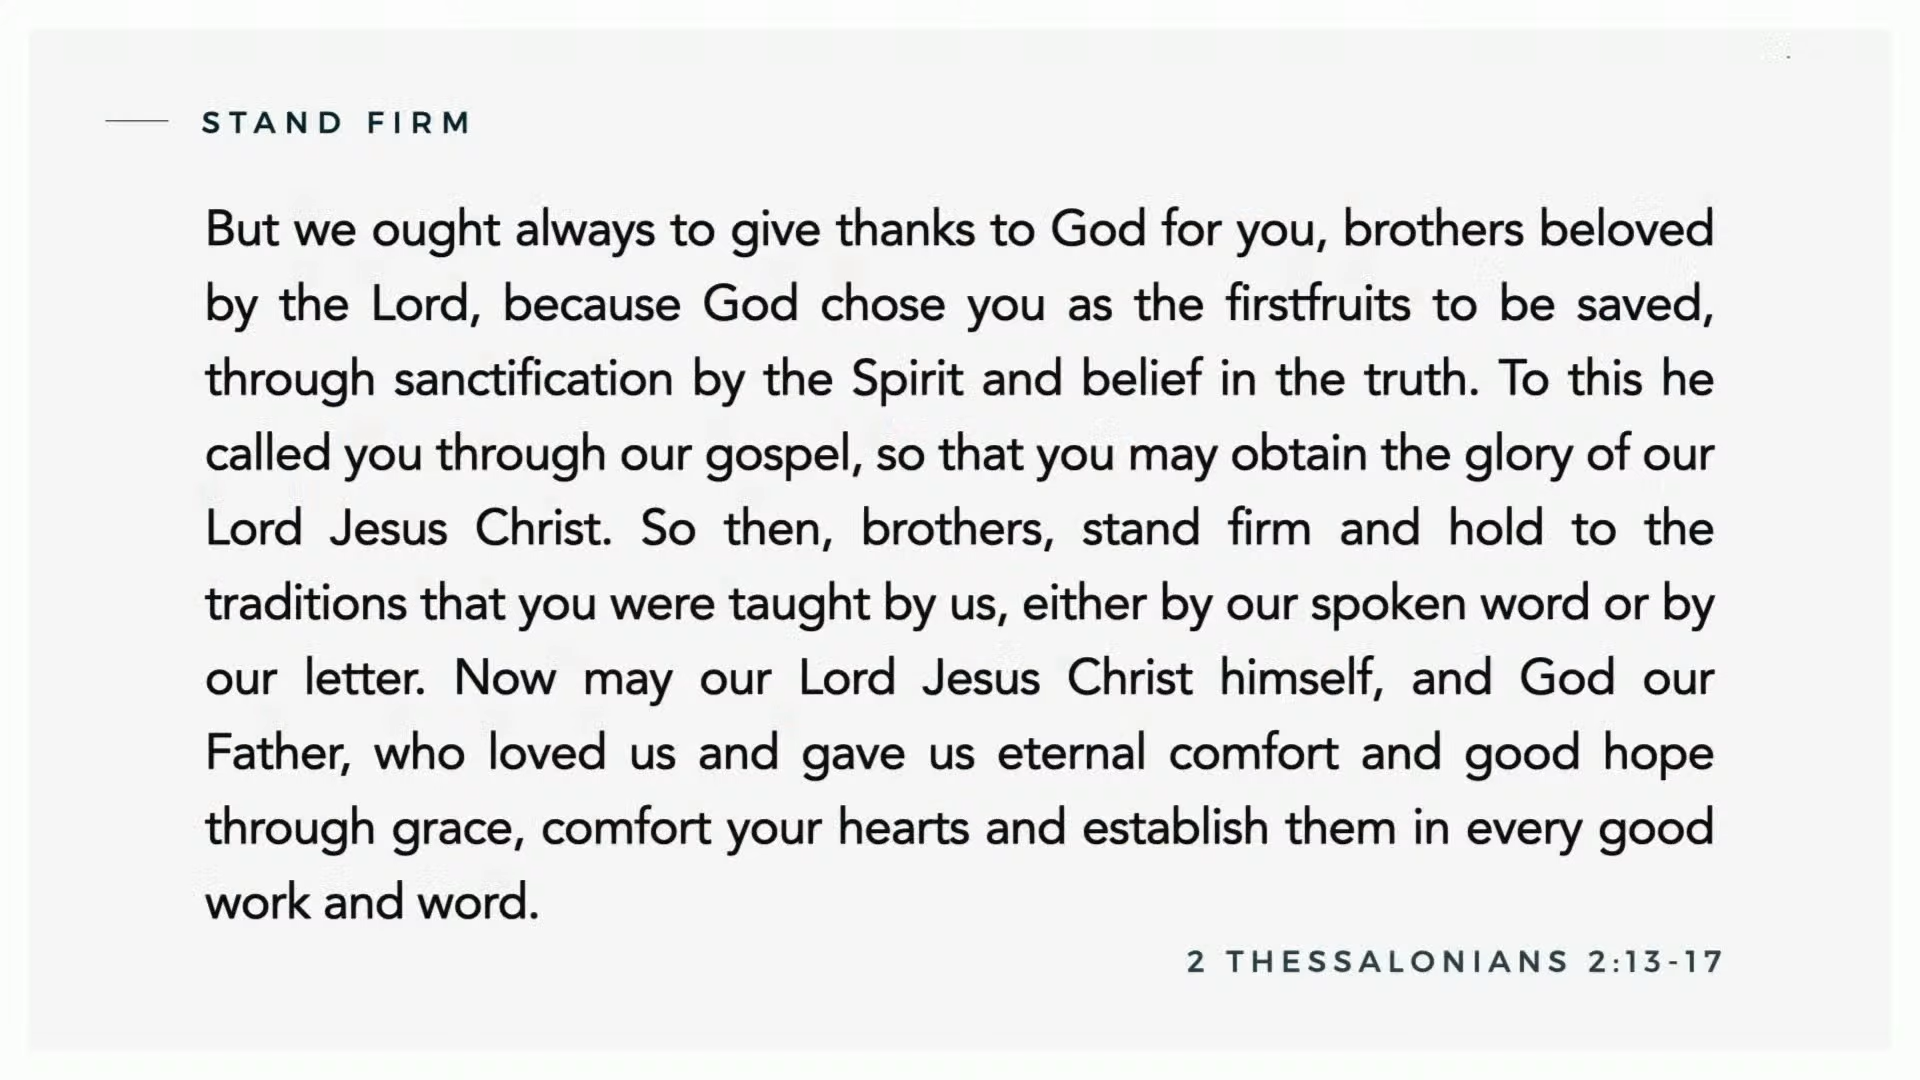 STAND FIRM
But we ought always to give thanks to God for you, brothers beloved
by the Lord, because God chose you as the firstfruits to be saved,
through sanctification by the Spirit and belief in the truth. To this he
called you through our gospel, so that you may obtain the glory of our
Lord Jesus Christ. So then, brothers, stand firm and hold to the
traditions that you were taught by us, either by our spoken word or by
our letter. Now may our Lord Jesus Christ himself, and God our
Father, who loved us and gave us eternal comfort and good hope
through grace, comfort your hearts and establish them in every good
work and word.
2 THESSALONIANS 2:13-17